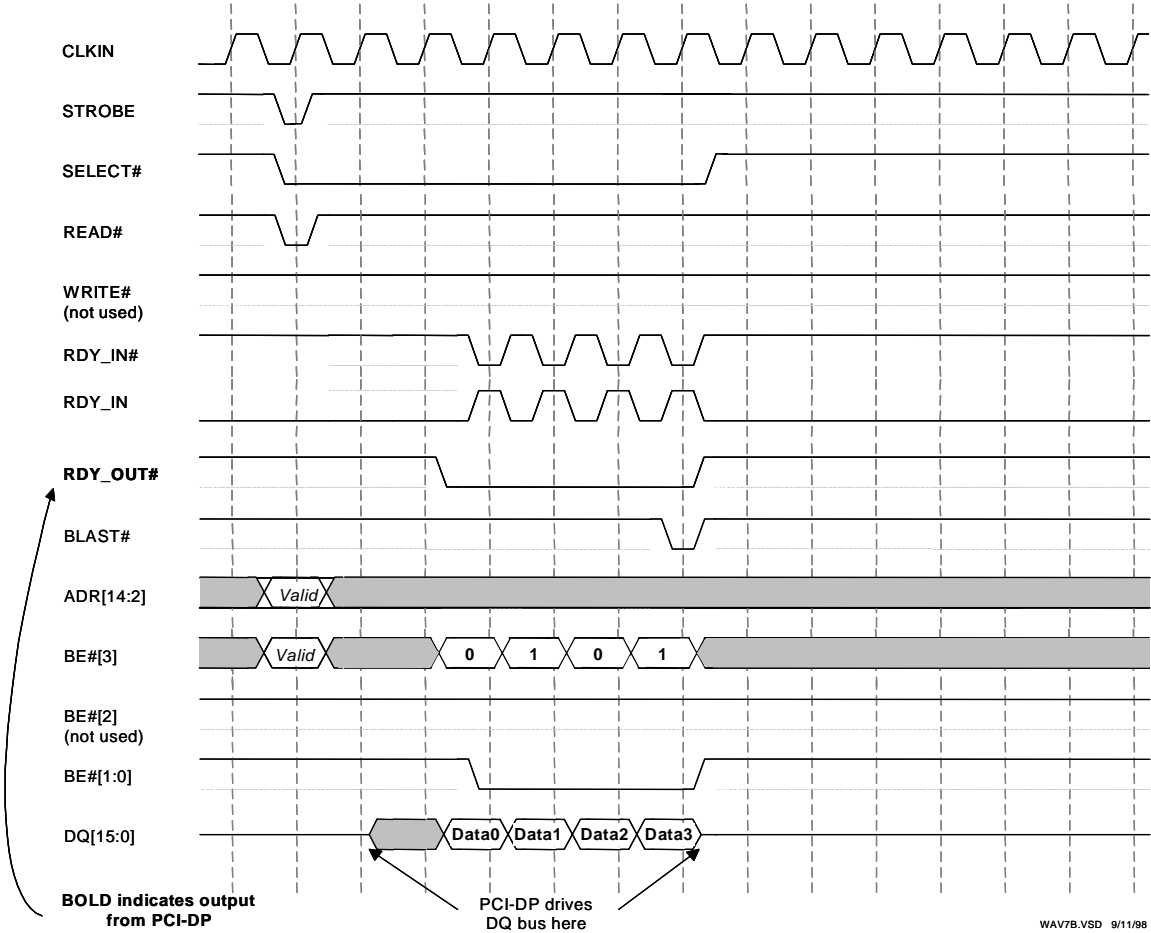 CLKIN
STROBE
SELECT#
READ#
WRITE#
(not used)
RDY_IN#
RDY_IN
RDY_OUT#
BLAST#
ADR[14:2]
Valid
BE#[3]
Valid
0
1
0
1
BE#[2]
(not used)
BE#[1:0]
DQ[15:0]
Data0
Data1
Data2
Data3
BOLD indicates output
from PCI-DP
PCI-DP drives
DQ bus here
WAV7B.VSD 9/11/98